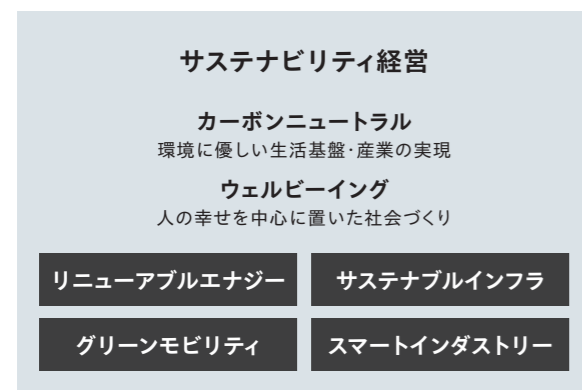 サステナビリティ経営
カーボンニュートラル
環境に優しい生活基盤・産業の実現
ウェルビーイング
人の幸せを中心に置いた社会づくり
リニューアブルエナジー
サステナブルインフラ
グリーンモビリティ
スマートインダストリー